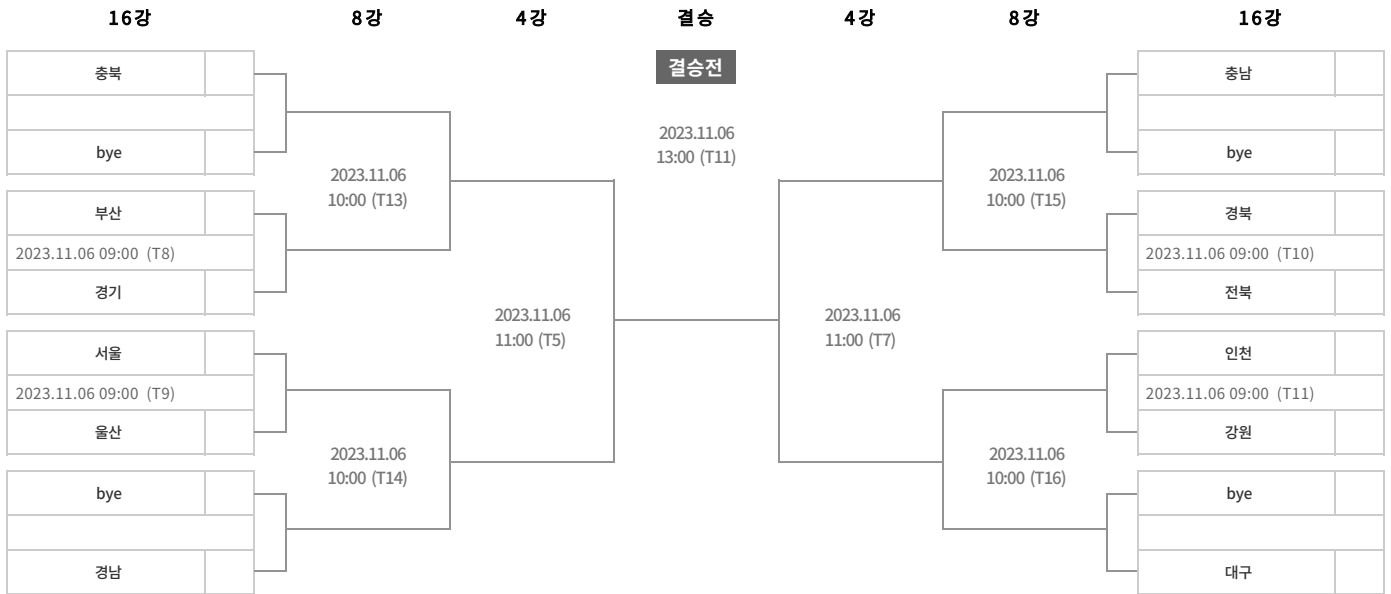 16강 8강 4강 결승 4강 8강 16강
결승전
충북
bye
부산
2023.11.06 09:00 (T8)
경기
서울
2023.11.06 09:00 (T9)
울산
bye
경남
2023.11.06
10:00 (T13)
2023.11.06
10:00 (T14)
2023.11.06
11:00 (T5)
2023.11.06
13:00 (T11)
2023.11.06
11:00 (T7)
2023.11.06
10:00 (T15)
2023.11.06
10:00 (T16)
충남
bye
경북
2023.11.06 09:00 (T10)
전북
인천
2023.11.06 09:00 (T11)
강원
bye
대구